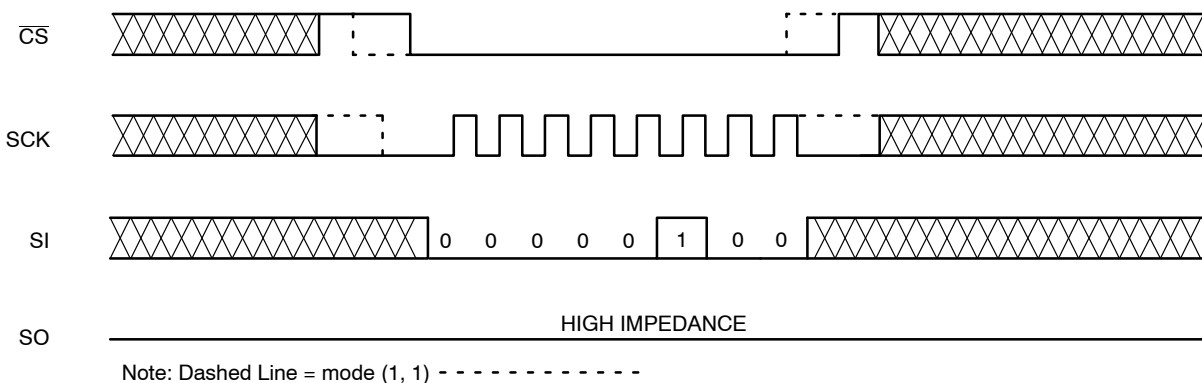 CS
SCK
SI
0 0 0 0 0 1 0 0
SO
HIGH IMPEDANCE
Note: Dashed Line = mode (1, 1)